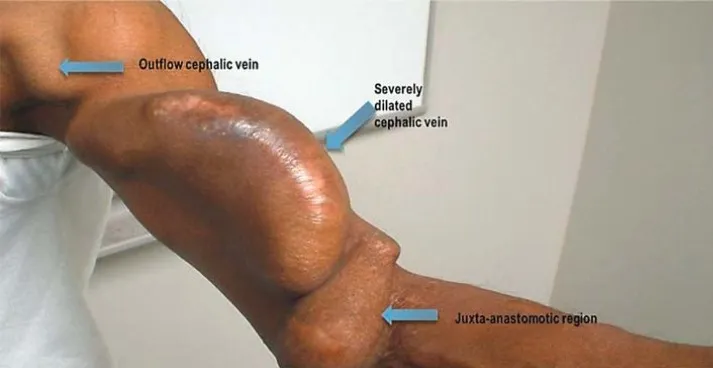 Outflow cephalic vein
Severely
dilated
cephalic vein
Juxta-anastomotic region